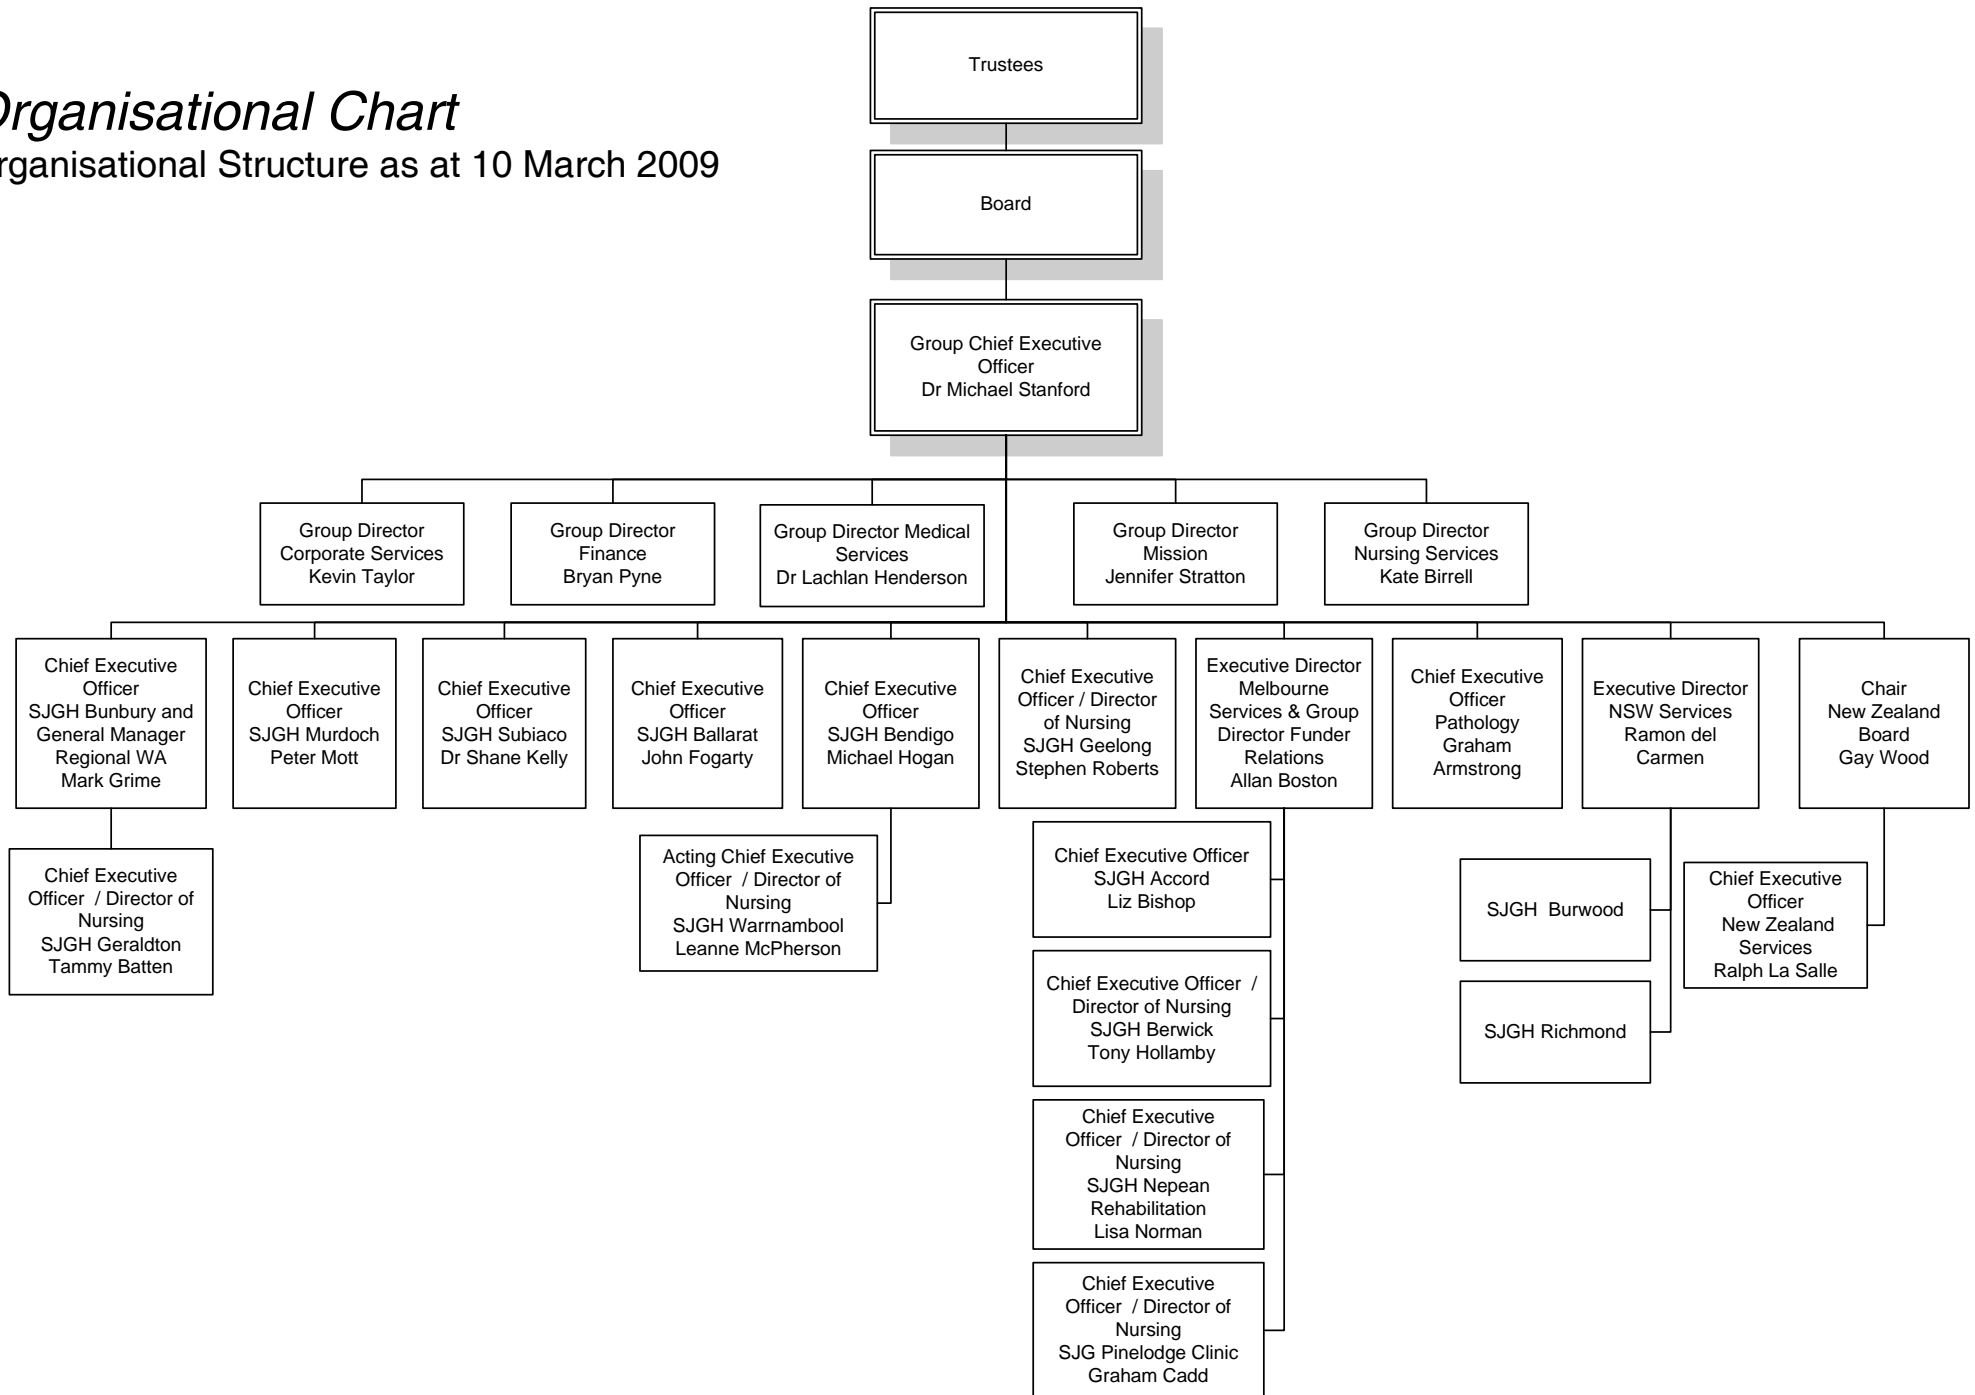 Organisational Chart
rganisational Structure as at 10 March 2009
Trustees
Board
Group Chief Executive
Officer
Dr Michael Stanford
Group Director
Corporate Services
Kevin Taylor
Group Director
Finance
Bryan Pyne
Group Director Medical
Services
Dr Lachlan Henderson
Group Director
Mission
Jennifer Stratton
Group Director
Nursing Services
Kate Birrell
Chief Executive
Officer
SJGH Bunbury and
General Manager
Regional WA
Mark Grime
Chief Executive
Officer
SJGH Murdoch
Peter Mott
Chief Executive
Officer
SJGH Subiaco
Dr Shane Kelly
Chief Executive
Officer
SJGH Ballarat
John Fogarty
Chief Executive
Officer
SJGH Bendigo
Michael Hogan
Chief Executive
Officer / Director
of Nursing
SJGH Geelong
Stephen Roberts
Executive Director
Melbourne
Services & Group
Director Funder
Relations
Allan Boston
Chief Executive
Officer
Pathology
Graham
Armstrong
Executive Director
NSW Services
Ramon del
Carmen
Chair
New Zealand
Board
Gay Wood
Chief Executive
Officer / Director of
Nursing
SJGH Geraldton
Tammy Batten
Acting Chief Executive
Officer / Director of
Nursing
SJGH Warrnambool
Leanne McPherson
Chief Executive Officer
SJGH Accord
Liz Bishop
Chief Executive Officer /
Director of Nursing
SJGH Berwick
Tony Hollamby
Chief Executive
Officer / Director of
Nursing
SJGH Nepean
Rehabilitation
Lisa Norman
Chief Executive
Officer / Director of
Nursing
SJG Pinelodge Clinic
Graham Cadd
SJGH Burwood
SJGH Richmond
Chief Executive
Officer
New Zealand
Services
Ralph La Salle